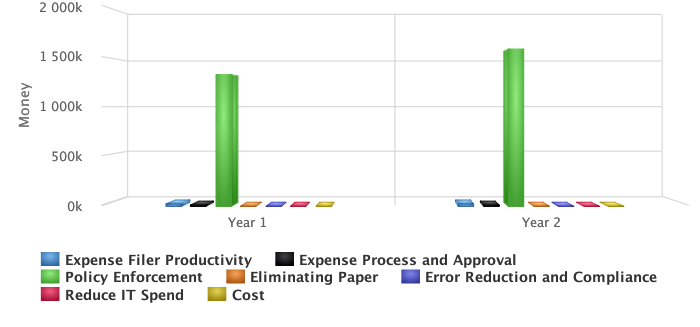 2 000k
1 500k
1 000k
500k
0k
Money
Year 1
Year 2
Expense Filer Productivity Expense Process and Approval
Policy Enforcement Eliminating Paper Error Reduction and Compliance
Reduce IT Spend Cost